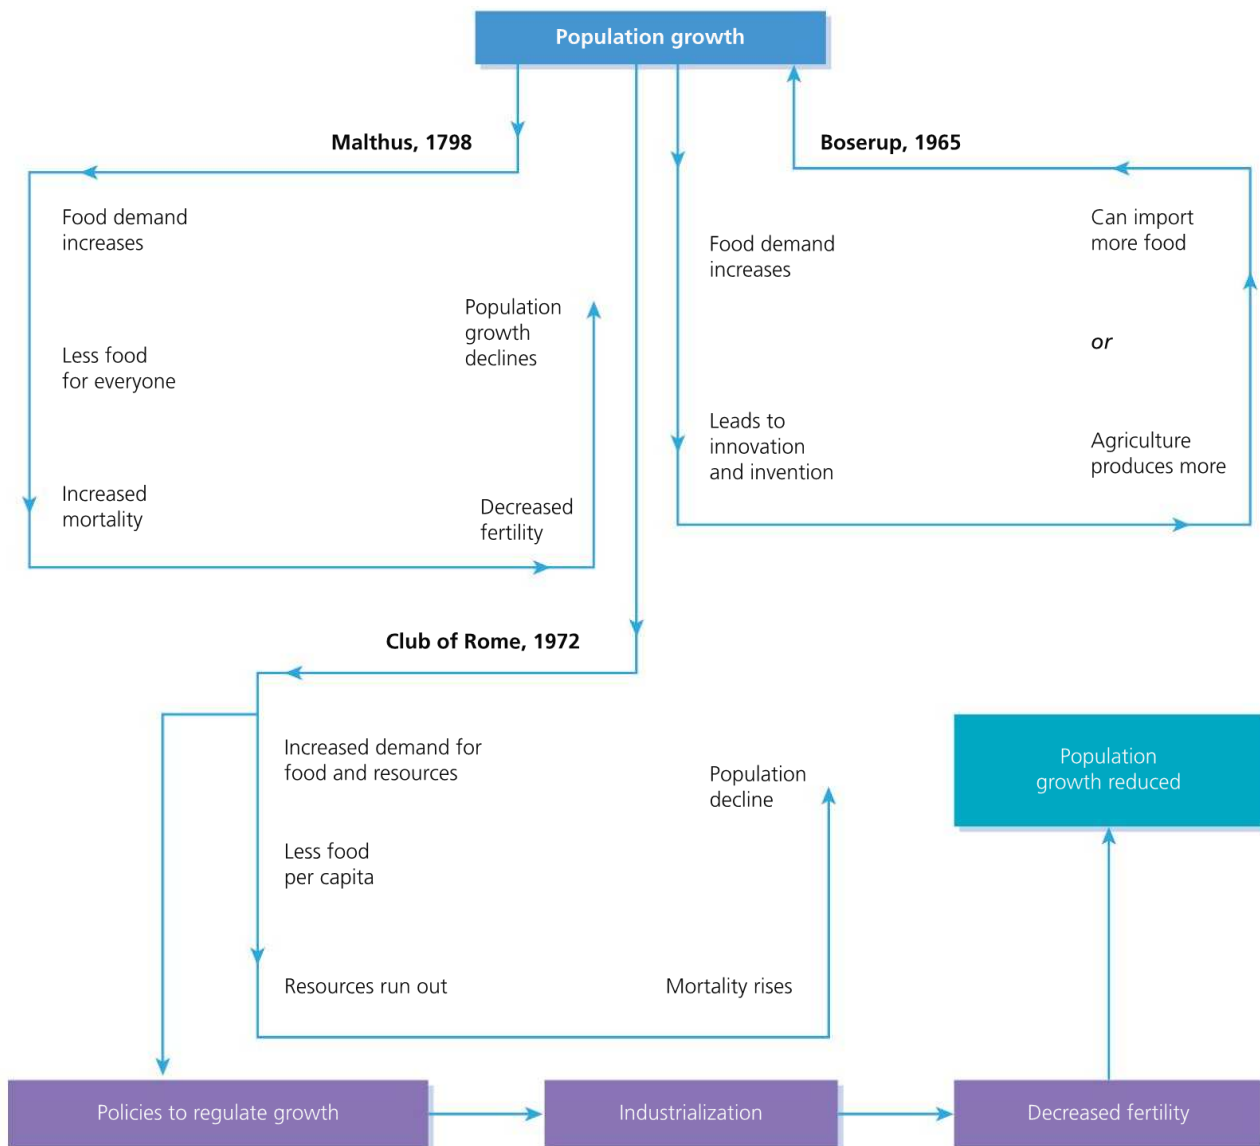 Population growth
Malthus, 1798
Food demand
increases
Less food
for everyone
Increased
mortality
Decreased
fertility
Population
growth
declines
Boserup, 1965
Food demand
increases
Leads to
innovation
and invention
Agriculture
produces more
or
Can import
more food
Club of Rome, 1972
Increased demand for
food and resources
Less food
per capita
Resources run out
Mortality rises
Population
decline
Policies to regulate growth
Industrialization
Decreased fertility
Population
growth reduced